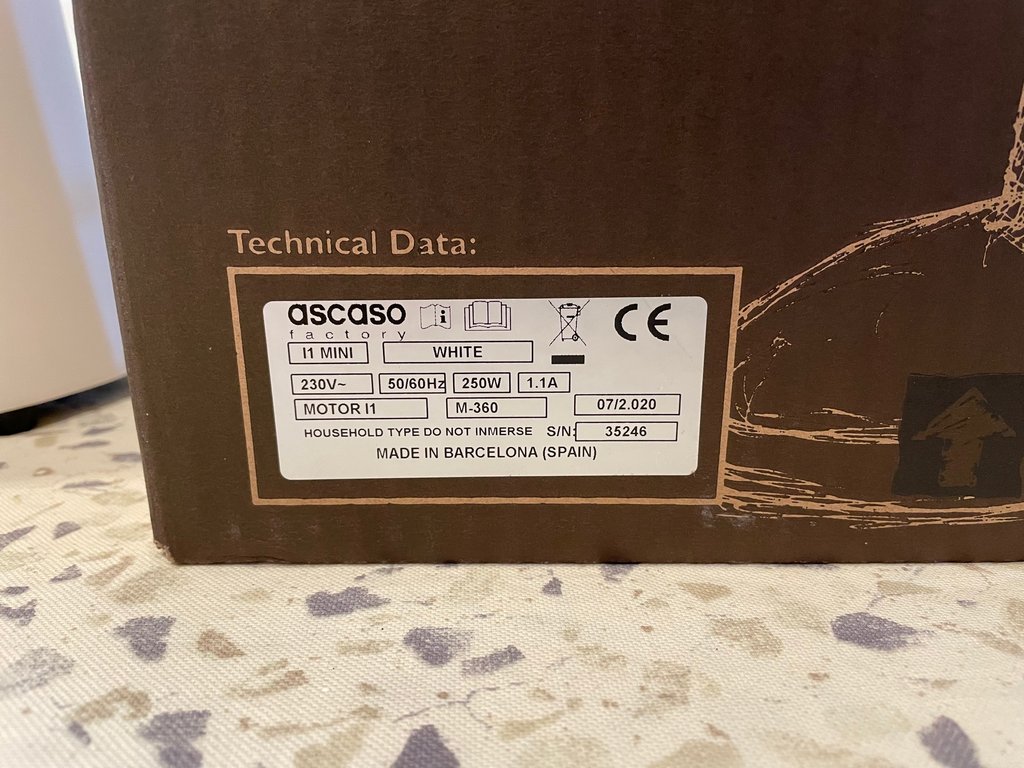 Technical Data:
ascaso
factory
i
CE
I1 MINI WHITE
230V~ 50/60Hz 250W 1.1A
MOTOR I1 M-360 07/2.020
HOUSEHOLD TYPE DO NOT INMERSE S/N: 35246
MADE IN BARCELONA (SPAIN)